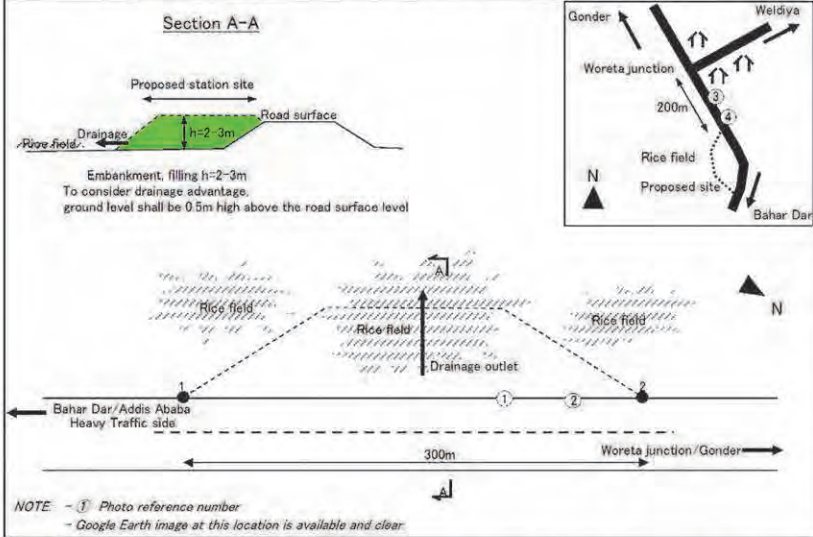 Section A-A
Proposed station site
Road surface
Drainage
h=2-3m
Rice field
Embankment, filling h=2-3m
To consider drainage advantage,
ground level shall be 0.5m high above the road surface level
Gonder
Weldiya
Woreta junction
200m
3
4
Rice field
N
Proposed site
Bahar Dar
A
Rice field
Rice field
Rice field
N
Drainage outlet
1
1
2
2
Bahar Dar/Addis Ababa
Heavy Traffic side
Woreta junction/Gonder
300m
A
NOTE - 1 Photo reference number
- Google Earth image at this location is available and clear